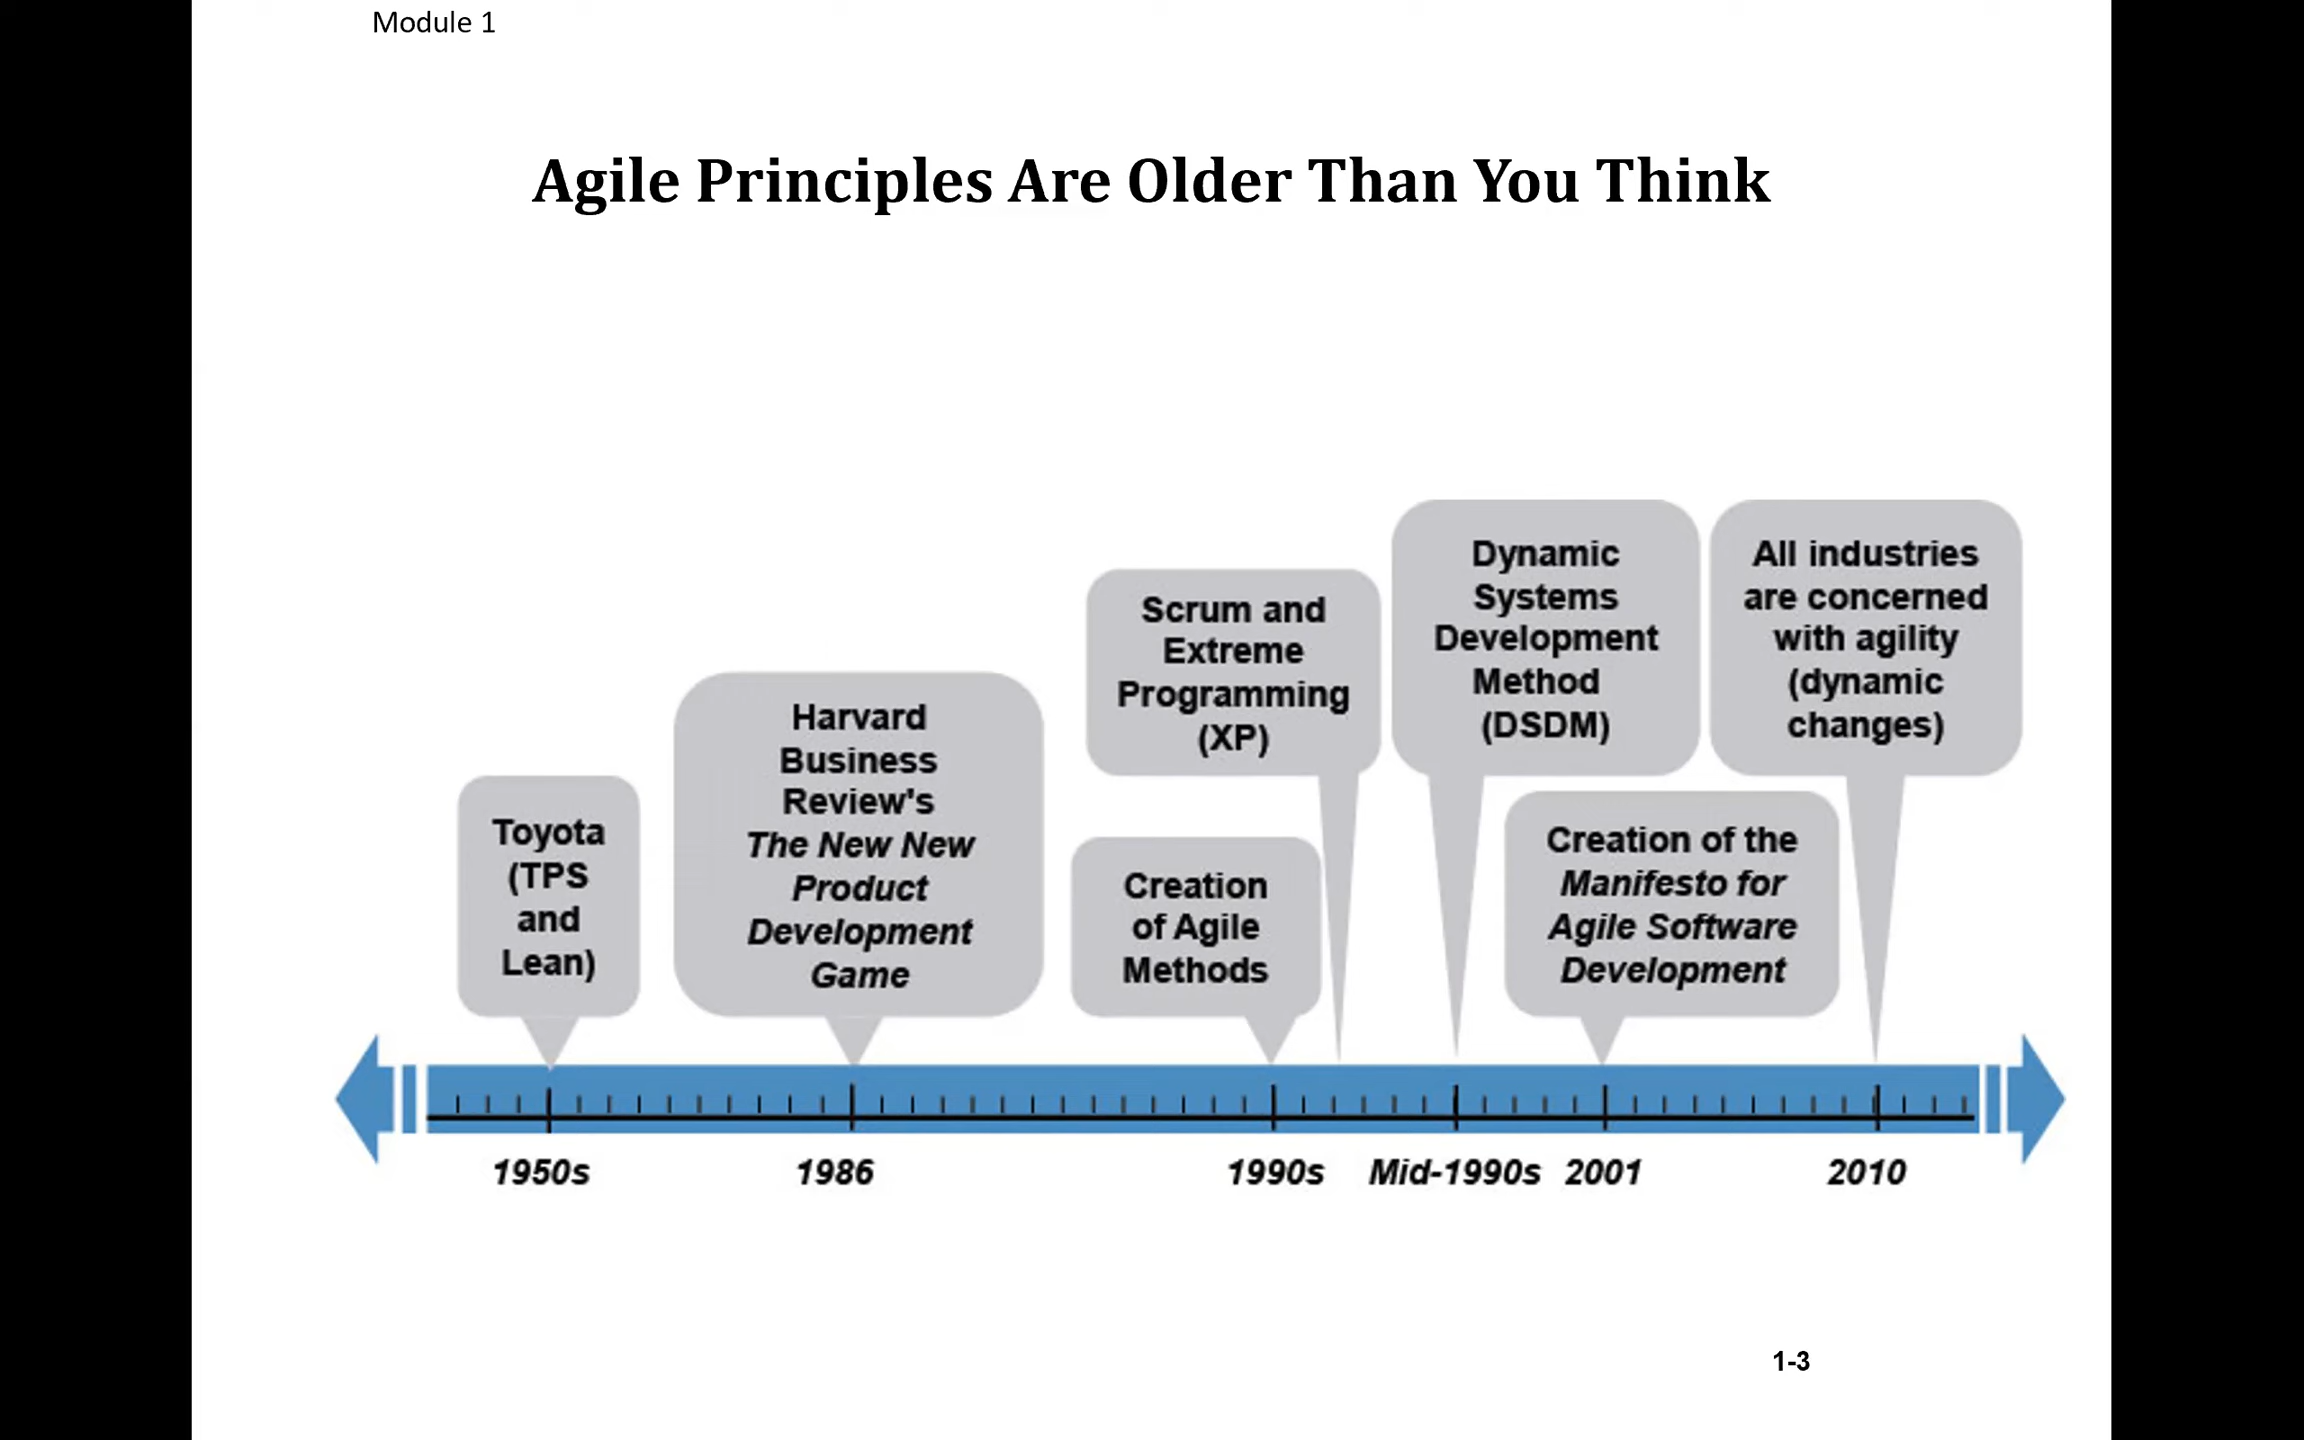 Module 1
Agile Principles Are Older Than You Think
Toyota
(TPS
and
Lean)
Harvard
Business
Review's
The New New
Product
Development
Game
Creation
of Agile
Methods
Scrum and
Extreme
Programming
(XP)
Dynamic
Systems
Development
Method
(DSDM)
Creation of the
Manifesto for
Agile Software
Development
All industries
are concerned
with agility
(dynamic
changes)
1950s
1986
1990s
Mid-1990s
2001
2010
1-3